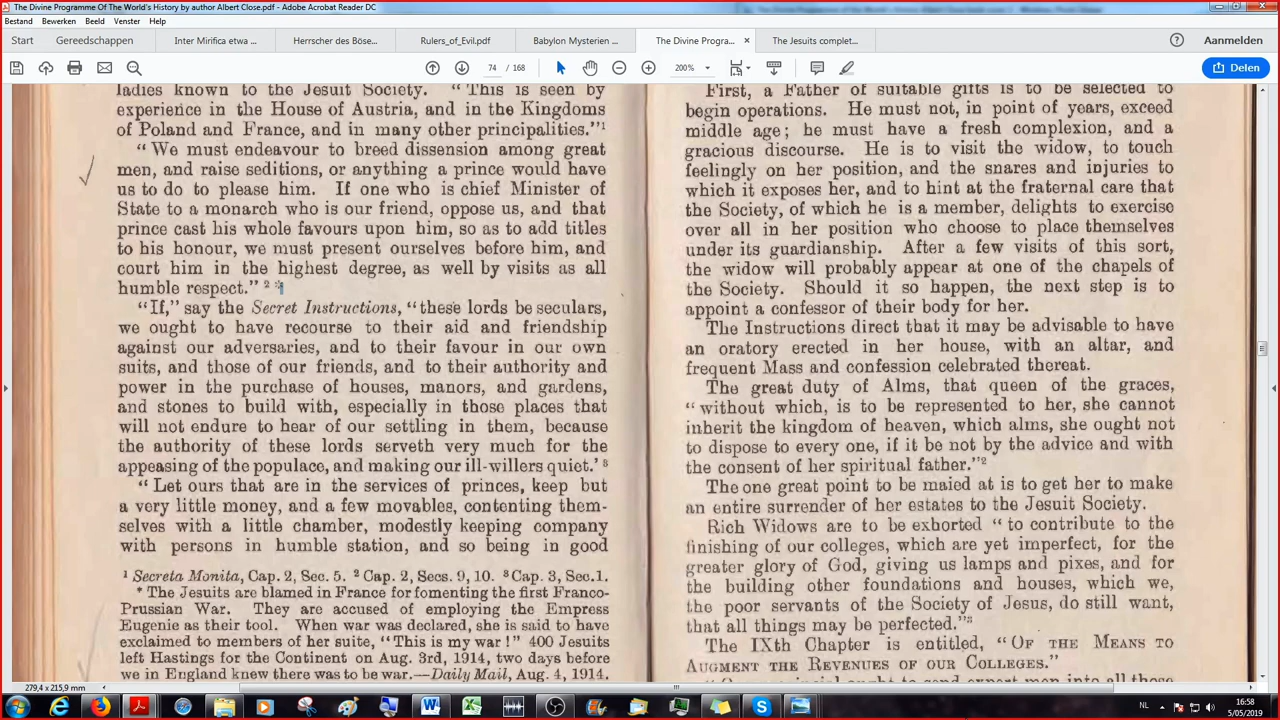 The Divine Programme Of The World's History by author Albert Close.pdf - Adobe Acrobat Reader DC
Bestand Bewerken Beeld Venster Help
Start Gereedschappen Inter Mirifica etwa ... Herrscher des Böse... Rulers_of_Evil.pdf Babylon Mysterien ... The Divine Progra... × The Jesuits complet... Aanmelden
74 / 168 200% Delen
ladies known to the Jesuit Society. “This is seen by
experience in the House of Austria, and in the Kingdoms
of Poland and France, and in many other principalities.”¹
“We must endeavour to breed dissension among great
men, and raise seditions, or anything a prince would have
us to do to please him. If one who is chief Minister of
State to a monarch who is our friend, oppose us, and that
prince cast his whole favours upon him, so as to add titles
to his honour, we must present ourselves before him, and
court him in the highest degree, as well by visits as all
humble respect.” ² *
“If,” say the Secret Instructions, “these lords be seculars,
we ought to have recourse to their aid and friendship
against our adversaries, and to their favour in our own
suits, and those of our friends, and to their authority and
power in the purchase of houses, manors, and gardens,
and stones to build with, especially in those places that
will not endure to hear of our settling in them, because
the authority of these lords serveth very much for the
appeasing of the populace, and making our ill-willers quiet.’ ³
“Let ours that are in the services of princes, keep but
a very little money, and a few movables, contenting them-
selves with a little chamber, modestly keeping company
with persons in humble station, and so being in good
¹ Secreta Monita, Cap. 2, Sec. 5. ² Cap. 2, Secs. 9, 10. ³ Cap. 3, Sec.1.
* The Jesuits are blamed in France for fomenting the first Franco-
Prussian War. They are accused of employing the Empress
Eugenie as their tool. When war was declared, she is said to have
exclaimed to members of her suite, “This is my war!” 400 Jesuits
left Hastings for the Continent on Aug. 3rd, 1914, two days before
we in England knew there was to be war.—Daily Mail, Aug. 4, 1914.
First, a Father of suitable gifts is to be selected to
begin operations. He must not, in point of years, exceed
middle age; he must have a fresh complexion, and a
gracious discourse. He is to visit the widow, to touch
feelingly on her position, and the snares and injuries to
which it exposes her, and to hint at the fraternal care that
the Society, of which he is a member, delights to exercise
over all in her position who choose to place themselves
under its guardianship. After a few visits of this sort,
the widow will probably appear at one of the chapels of
the Society. Should it so happen, the next step is to
appoint a confessor of their body for her.
The Instructions direct that it may be advisable to have
an oratory erected in her house, with an altar, and
frequent Mass and confession celebrated thereat.
The great duty of Alms, that queen of the graces,
“without which, is to be represented to her, she cannot
inherit the kingdom of heaven, which alms, she ought not
to dispose to every one, if it be not by the advice and with
the consent of her spiritual father.”²
The one great point to be maied at is to get her to make
an entire surrender of her estates to the Jesuit Society.
Rich Widows are to be exhorted “to contribute to the
finishing of our colleges, which are yet imperfect, for the
greater glory of God, giving us lamps and pixes, and for
the building other foundations and houses, which we,
the poor servants of the Society of Jesus, do still want,
that all things may be perfected.”³
The IXth Chapter is entitled, “OF THE MEANS TO
AUGMENT THE REVENUES OF OUR COLLEGES.”
279,4 x 215,9 mm
NL 16:58
5/05/2019